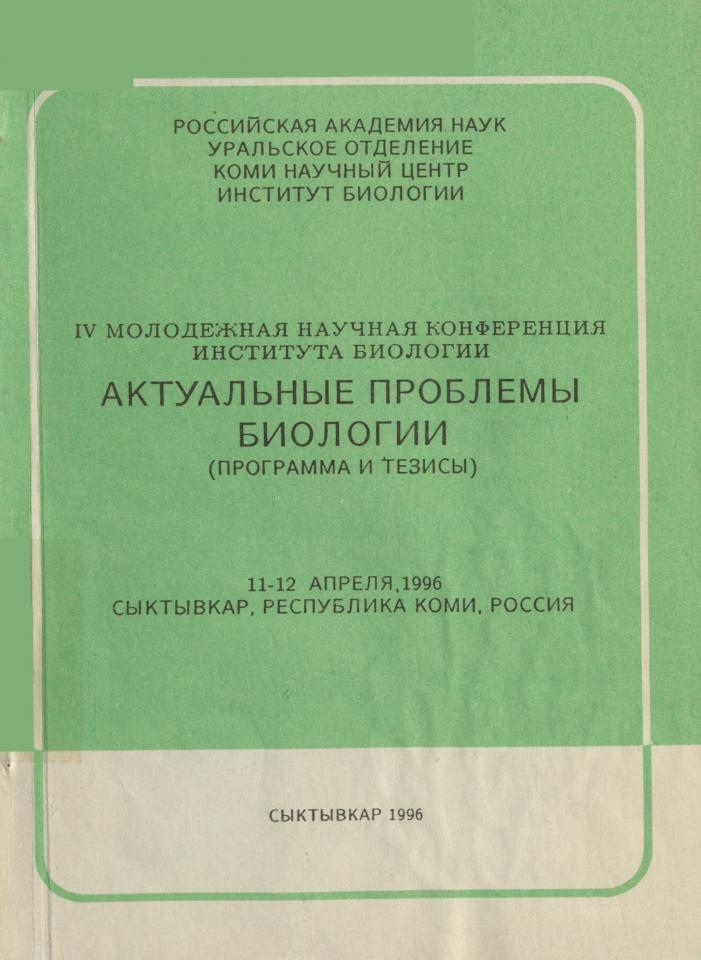 РОССИЙСКАЯ АКАДЕМИЯ НАУК
УРАЛЬСКОЕ ОТДЕЛЕНИЕ
КОМИ НАУЧНЫЙ ЦЕНТР
ИНСТИТУТ БИОЛОГИИ
IV МОЛОДЕЖНАЯ НАУЧНАЯ КОНФЕРЕНЦИЯ
ИНСТИТУТА БИОЛОГИИ
АКТУАЛЬНЫЕ ПРОБЛЕМЫ
БИОЛОГИИ
(ПРОГРАММА И ТЕЗИСЫ)
11-12 АПРЕЛЯ,1996
СЫКТЫВКАР, РЕСПУБЛИКА КОМИ, РОССИЯ
СЫКТЫВКАР 1996